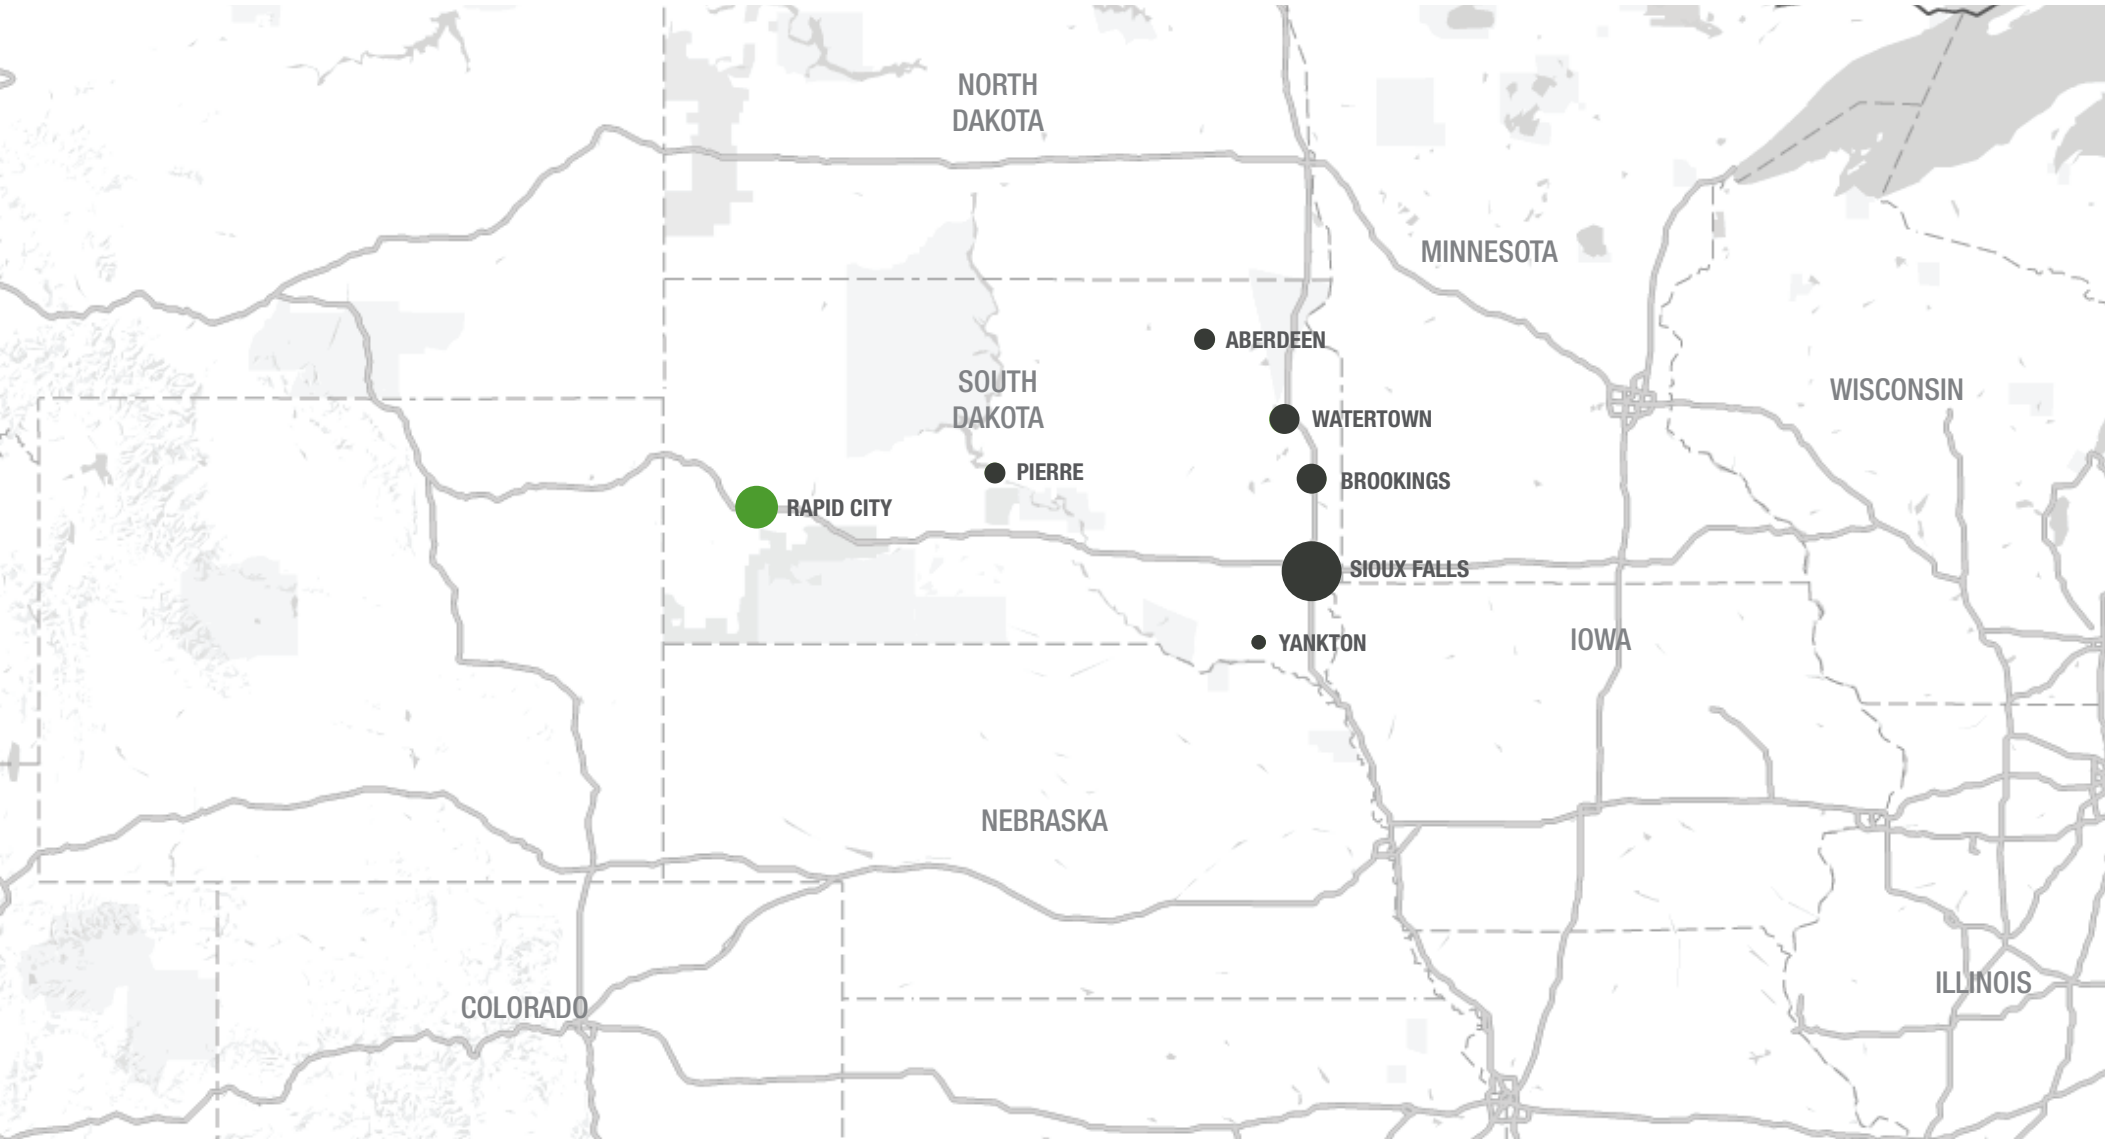 NORTH
DAKOTA
MINNESOTA
ABERDEEN
SOUTH
DAKOTA
WISCONSIN
WATERTOWN
PIERRE
BROOKINGS
RAPID CITY
SIOUX FALLS
YANKTON
IOWA
NEBRASKA
ILLINOIS
COLORADO